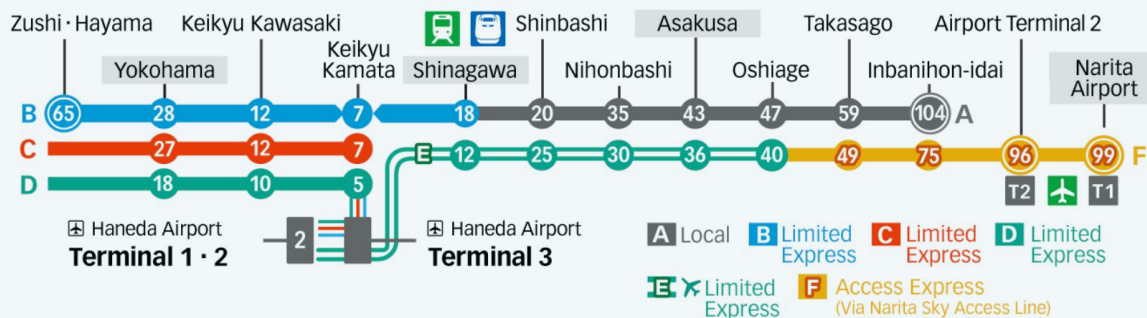 Zushi·Hayama
Keikyu Kawasaki
Shinbashi
Asakusa
Takasago
Airport Terminal 2
Yokohama
Keikyu
Kamata
Shinagawa
Nihonbashi
Oshiage
Inbanihon-idai
Narita
Airport
B 65 28 12 7 18 20 35 43 47 59 104 A
C 27 12 7 E 12 25 30 36 40 49 75 96 99 F
D 18 10 5
T2 T1
Haneda Airport
Terminal 1 · 2
2
Haneda Airport
Terminal 3
A Local
B Limited
Express
C Limited
Express
D Limited
Express
E Limited
Express
F Access Express
(Via Narita Sky Access Line)